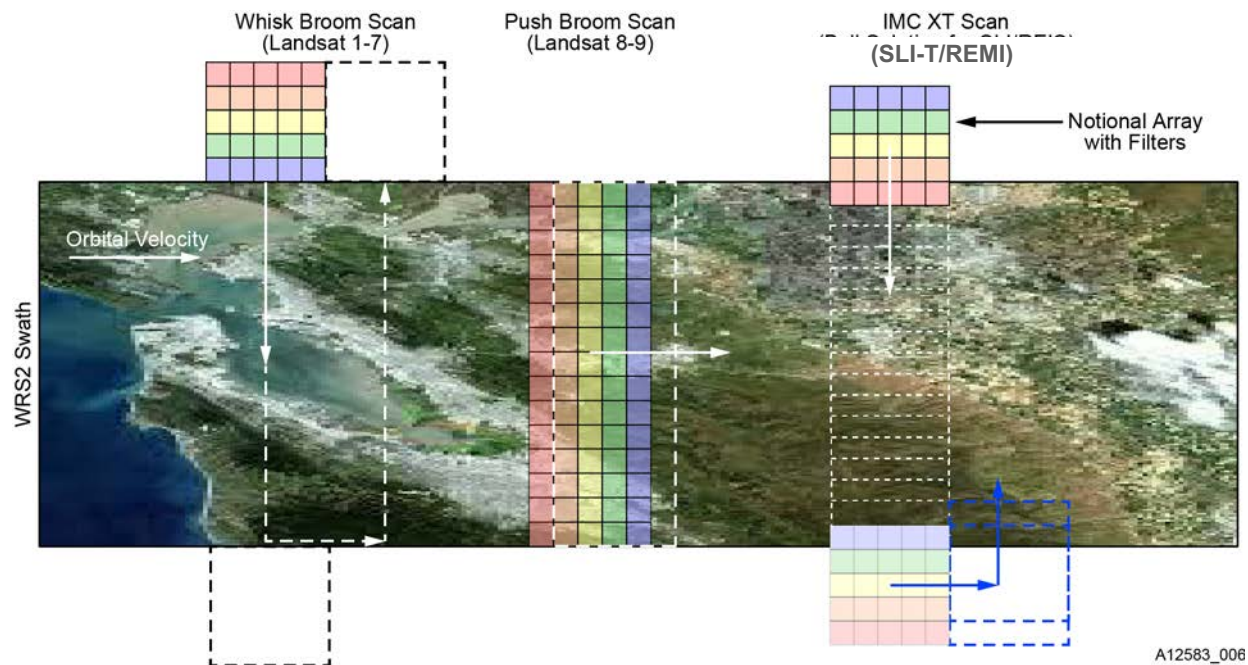 Whisk Broom Scan
(Landsat 1-7)
Push Broom Scan
(Landsat 8-9)
IMC XT Scan
(SLI-T/REMI)
Notional Array
with Filters
Orbital Velocity
WRS2 Swath
A12583_006